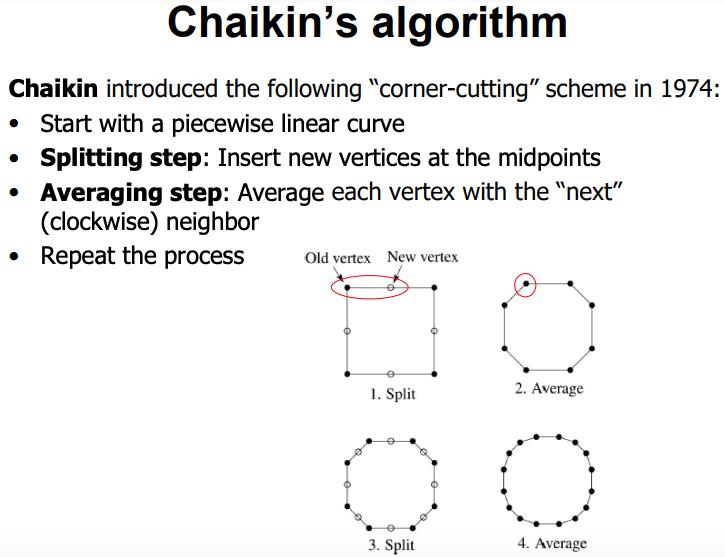 Chaikin’s algorithm
Chaikin introduced the following “corner-cutting” scheme in 1974:
• Start with a piecewise linear curve
• Splitting step: Insert new vertices at the midpoints
• Averaging step: Average each vertex with the “next”
(clockwise) neighbor
• Repeat the process
Old vertex New vertex
1. Split
2. Average
3. Split
4. Average